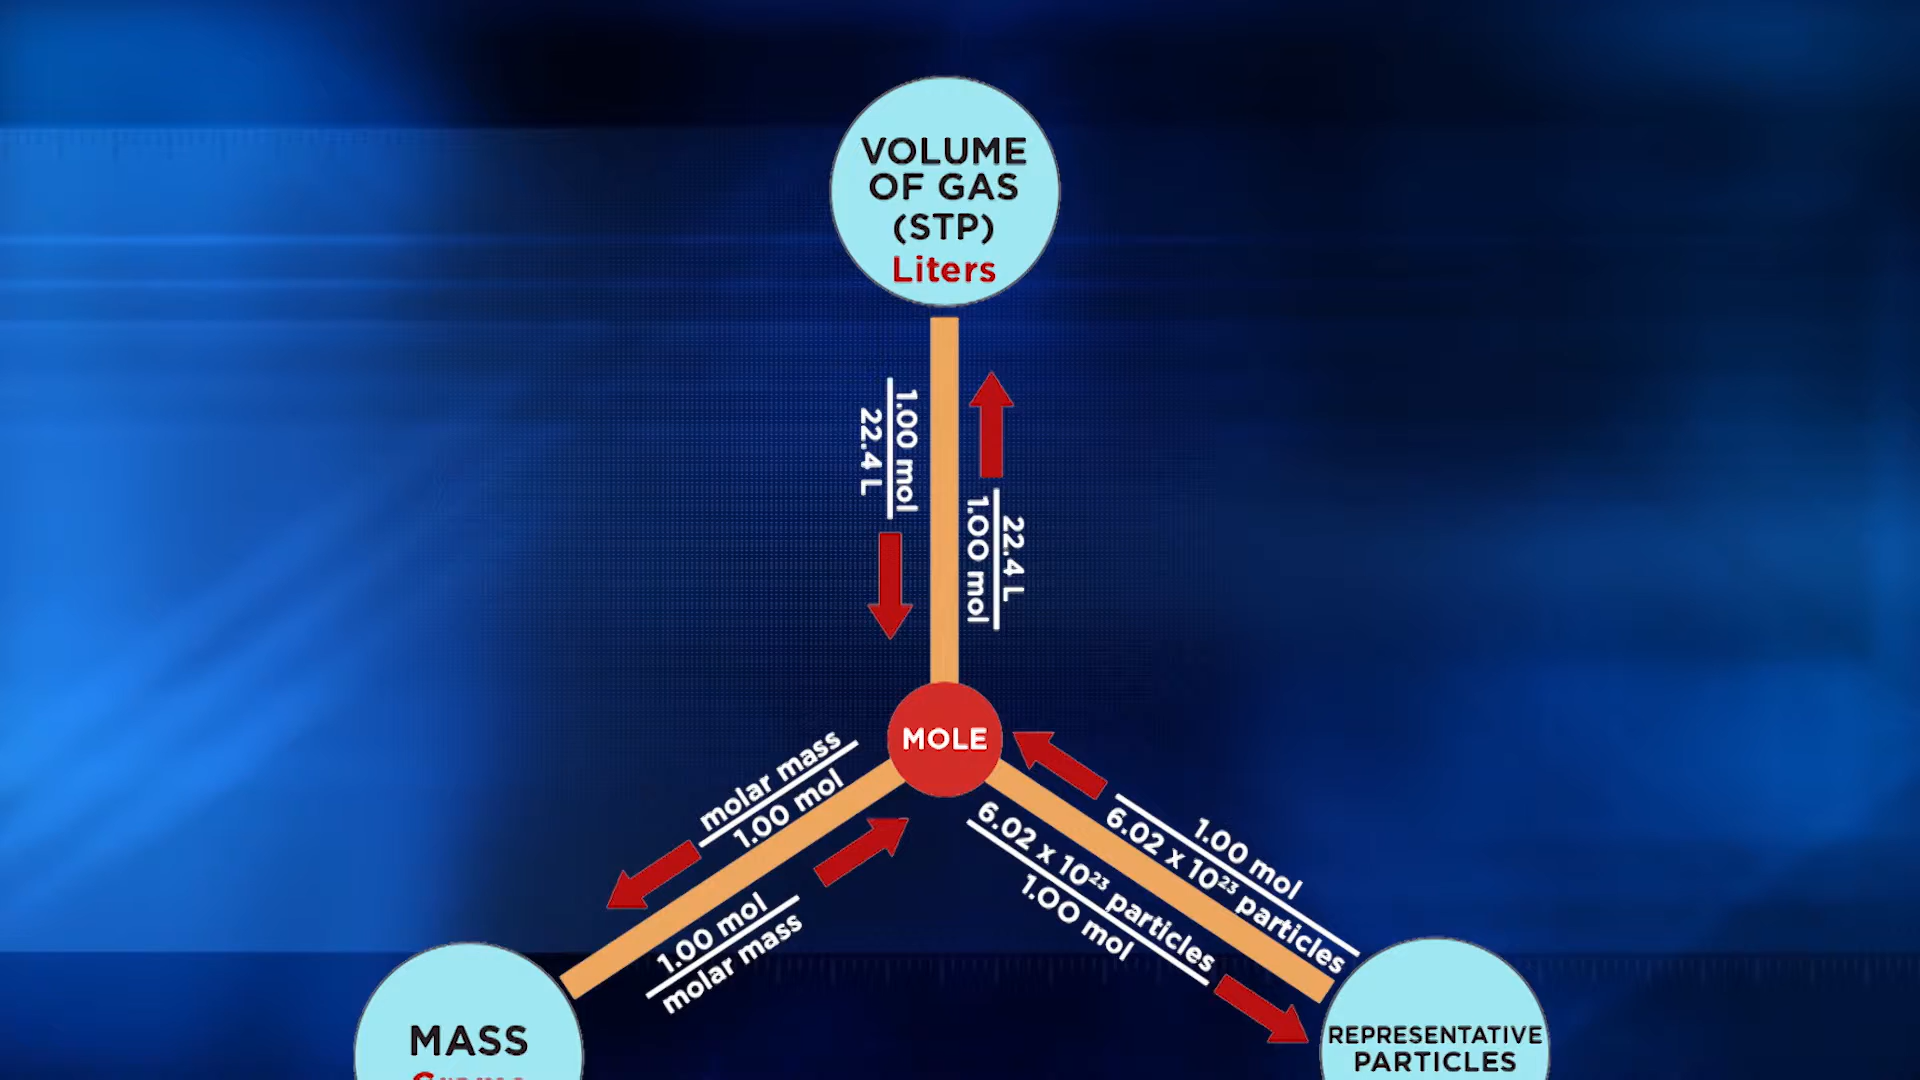 VOLUME
OF GAS
(STP)
Liters
1.00 mol
22.4 L
22.4 L
1.00 mol
MOLE
molar mass
1.00 mol
1.00 mol
molar mass
1.00 mol
6.02 x 10²³ particles
6.02 x 10²³ particles
1.00 mol
MASS
REPRESENTATIVE
PARTICLES